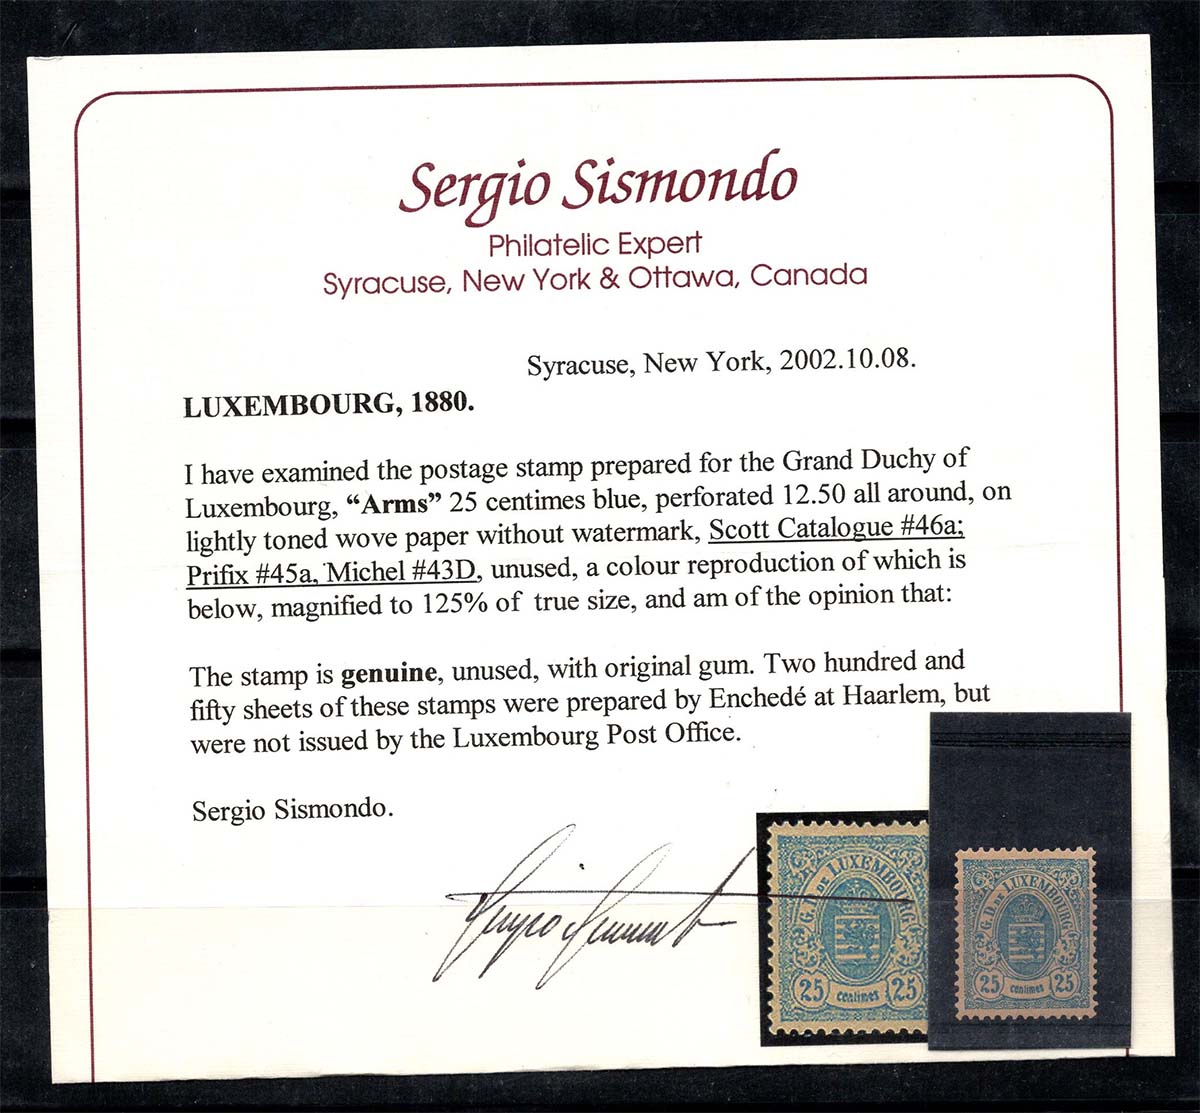 Sergio Sismondo
Philatelic Expert
Syracuse, New York & Ottawa, Canada
Syracuse, New York, 2002.10.08.
LUXEMBOURG, 1880.
I have examined the postage stamp prepared for the Grand Duchy of
Luxembourg, “Arms” 25 centimes blue, perforated 12.50 all around, on
lightly toned wove paper without watermark, Scott Catalogue #46a;
Prifix #45a, Michel #43D, unused, a colour reproduction of which is
below, magnified to 125% of true size, and am of the opinion that:
The stamp is genuine, unused, with original gum. Two hundred and
fifty sheets of these stamps were prepared by Enchedé at Haarlem, but
were not issued by the Luxembourg Post Office.
Sergio Sismondo.
G. D. DE LUXEMBOURG
25 centimes 25
G. D. DE LUXEMBOURG
25 centimes 25